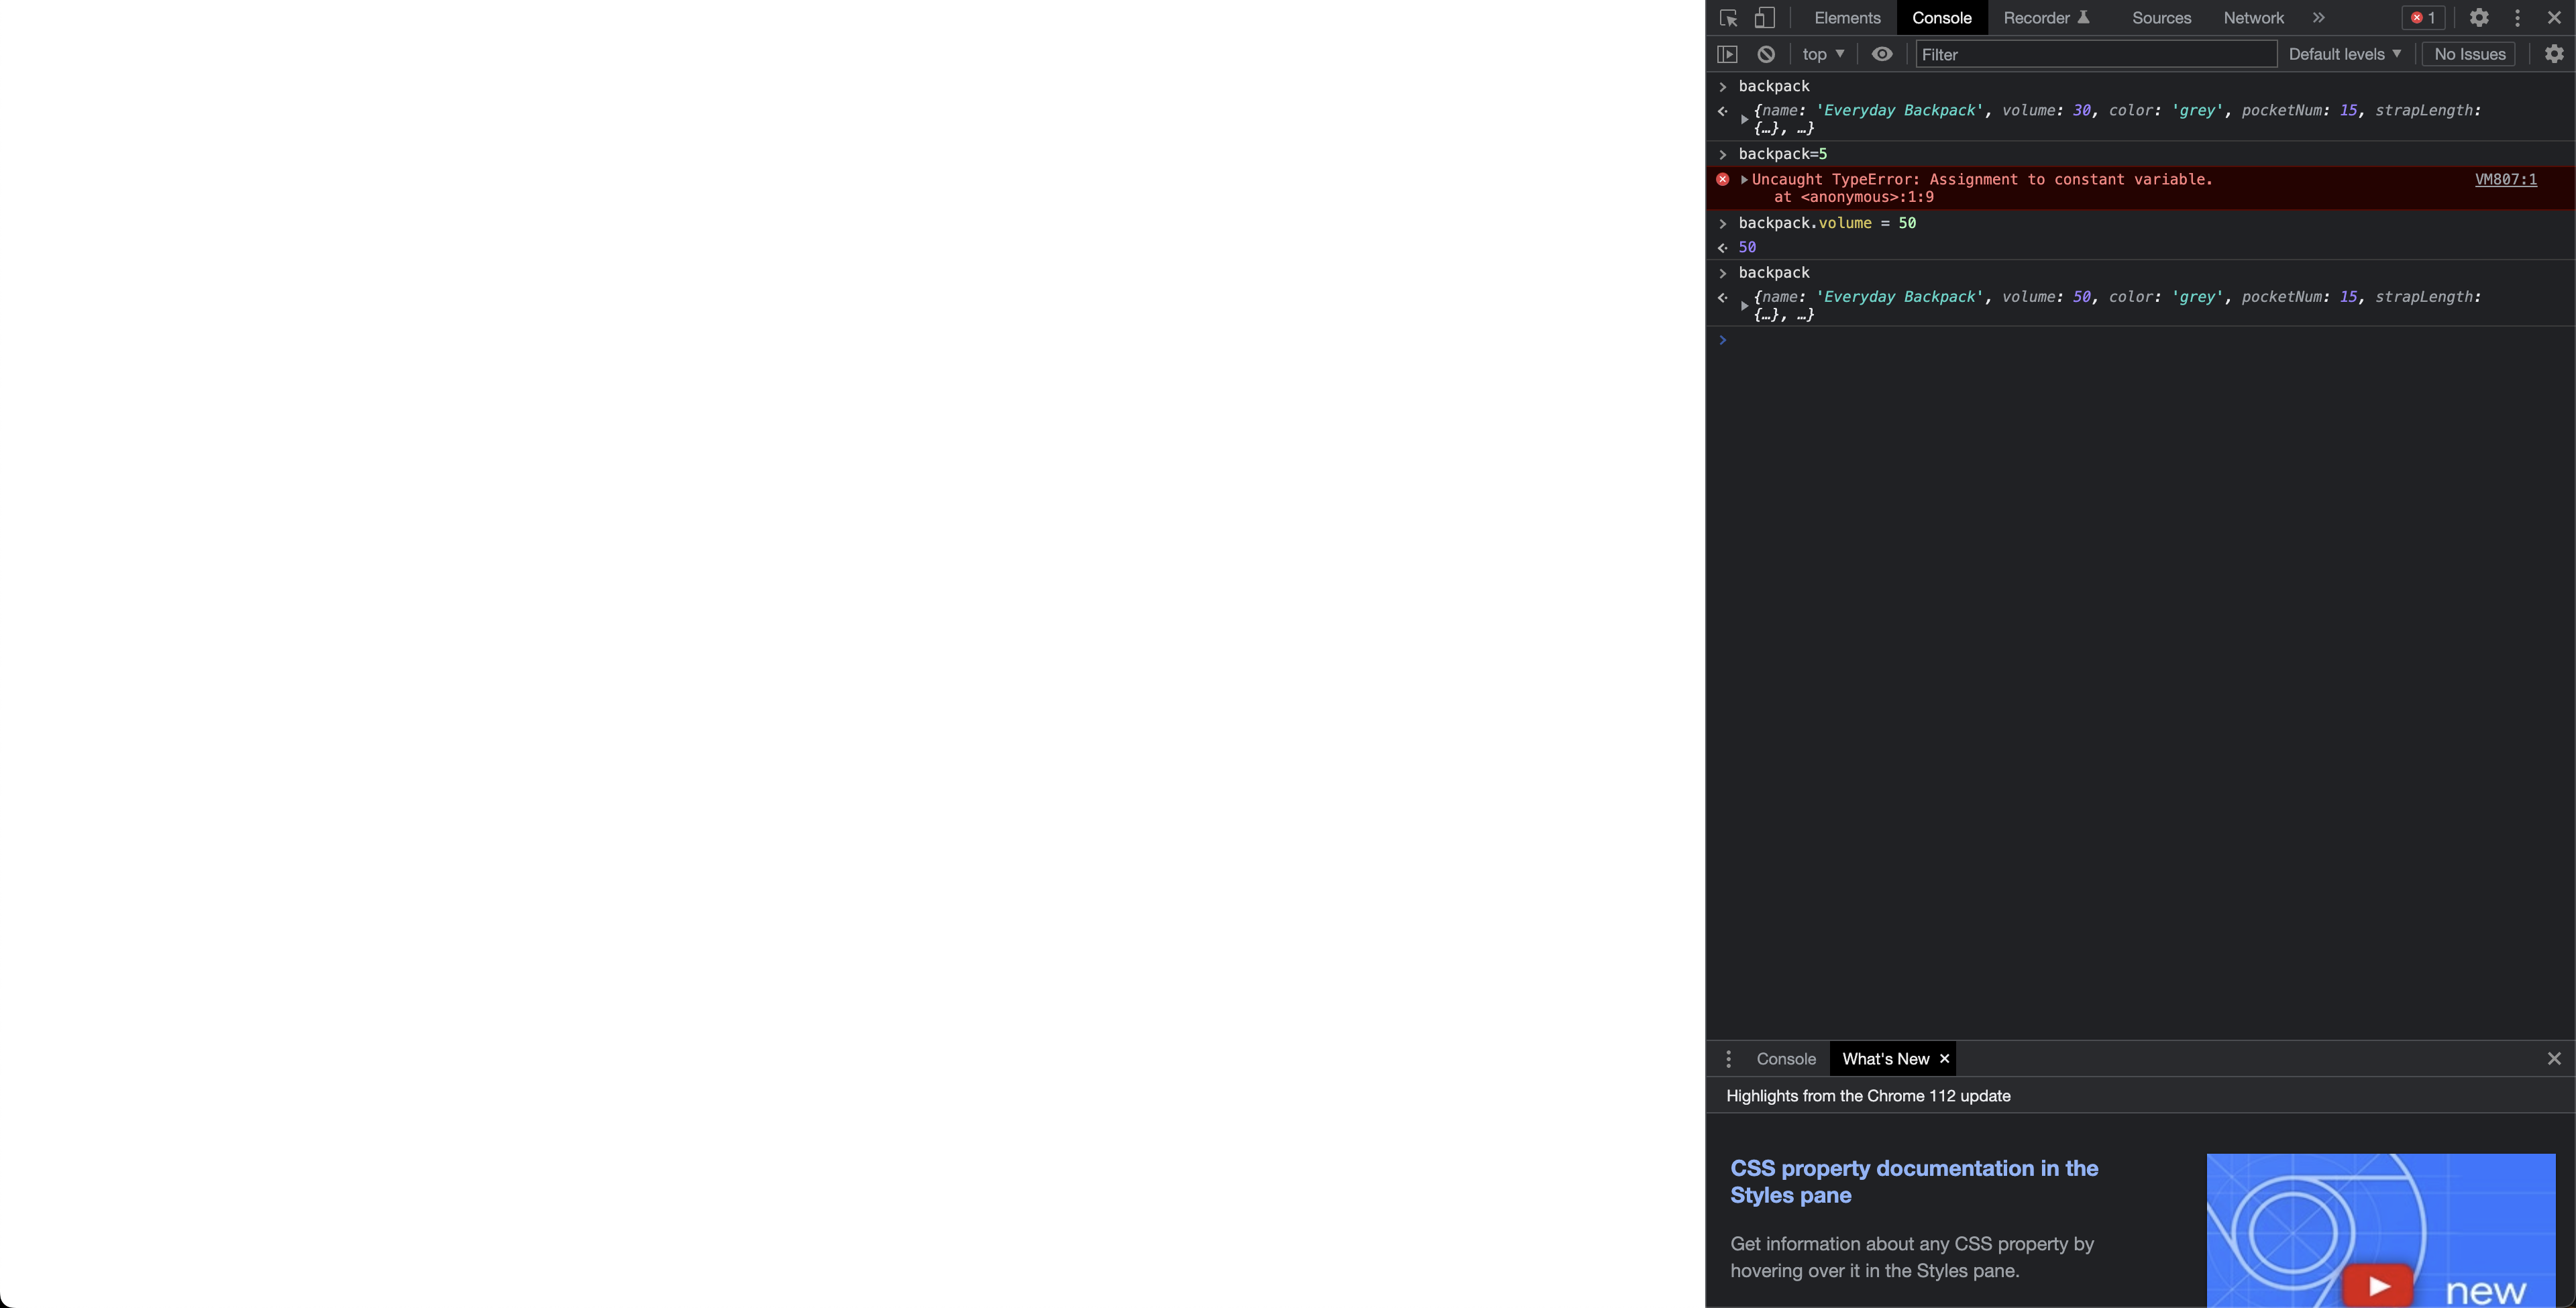 Elements Console Recorder Sources Network 1
top Filter Default levels No Issues
> backpack
{name: 'Everyday Backpack', volume: 30, color: 'grey', pocketNum: 15, strapLength:
{…}, …}
> backpack=5
Uncaught TypeError: Assignment to constant variable. VM807:1
at <anonymous>:1:9
> backpack.volume = 50
50
> backpack
{name: 'Everyday Backpack', volume: 50, color: 'grey', pocketNum: 15, strapLength:
{…}, …}
>
Console What's New
Highlights from the Chrome 112 update
CSS property documentation in the
Styles pane
Get information about any CSS property by
hovering over it in the Styles pane.
new